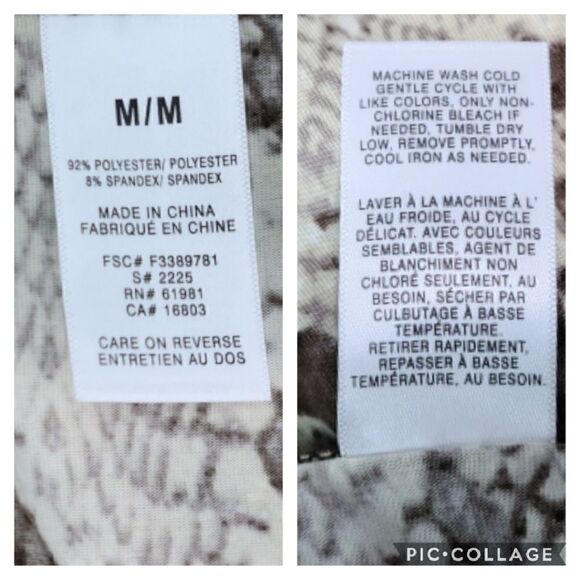 M/M
92% POLYESTER/ POLYESTER
8% SPANDEX/ SPANDEX
MADE IN CHINA
FABRIQUÉ EN CHINE
FSC# F3389781
S# 2225
RN# 61981
CA# 16803
CARE ON REVERSE
ENTRETIEN AU DOS
MACHINE WASH COLD
GENTLE CYCLE WITH
LIKE COLORS, ONLY NON-
CHLORINE BLEACH IF
NEEDED, TUMBLE DRY
LOW, REMOVE PROMPTLY,
COOL IRON AS NEEDED.
LAVER À LA MACHINE À L'
EAU FROIDE, AU CYCLE
DÉLICAT. AVEC COULEURS
SEMBLABLES, AGENT DE
BLANCHIMENT NON
CHLORÉ SEULEMENT, AU
BESOIN, SÉCHER PAR
CULBUTAGE À BASSE
TEMPÉRATURE.
RETIRER RAPIDEMENT,
REPASSER À BASSE
TEMPÉRATURE, AU BESOIN.
PIC•COLLAGE